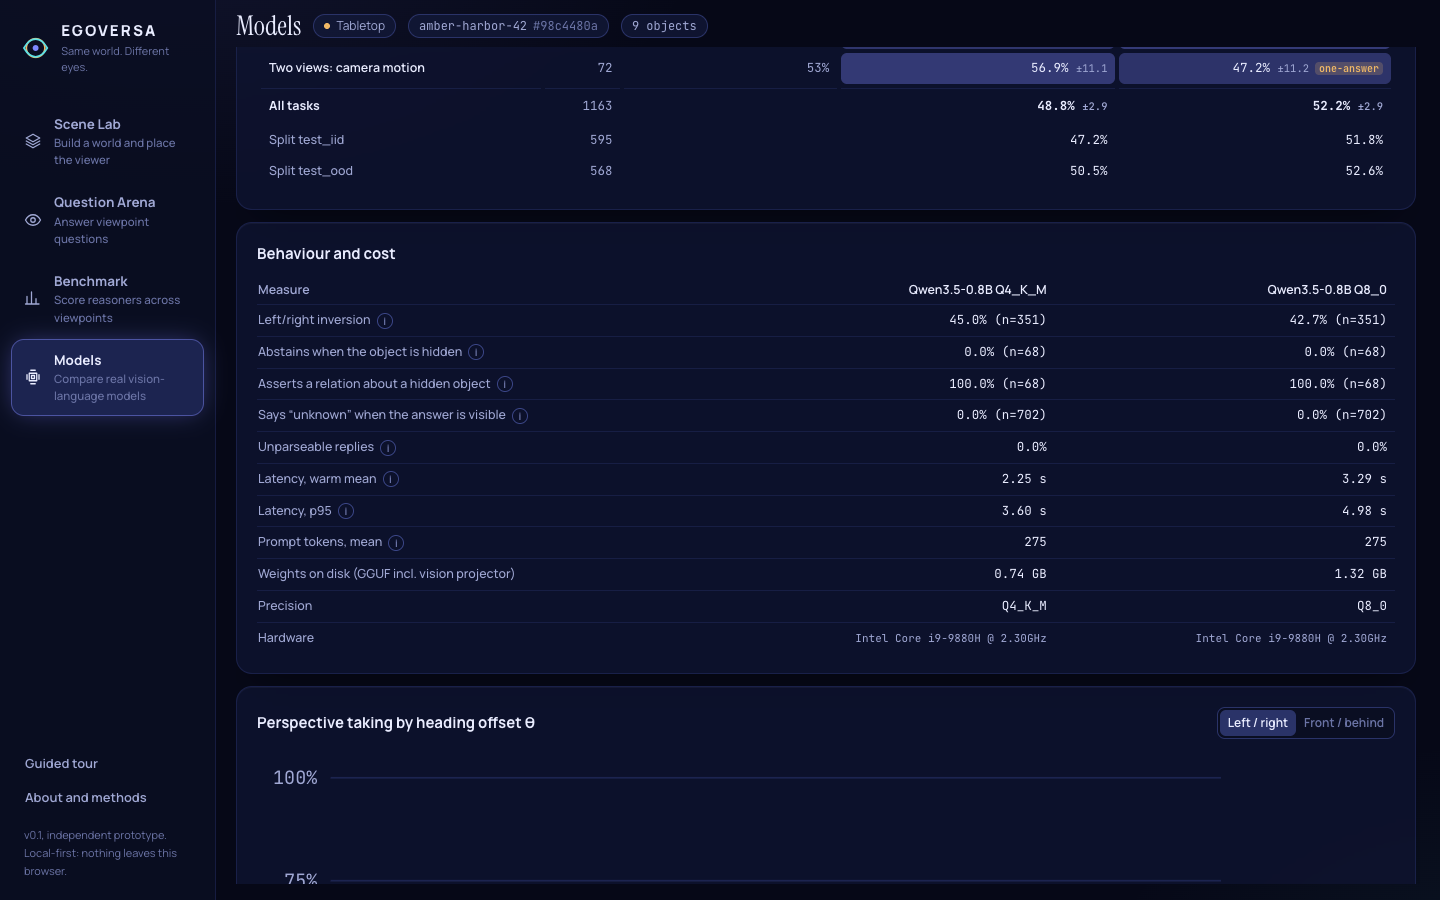 EGOVERSA
Same world. Different
eyes.
Scene Lab
Build a world and place
the viewer
Question Arena
Answer viewpoint
questions
Benchmark
Score reasoners across
viewpoints
Models
Compare real vision-
language models
Guided tour
About and methods
v0.1, independent prototype.
Local-first: nothing leaves this
browser.
Models Tabletop amber-harbor-42 #98c4480a 9 objects
Two views: camera motion 72 53% 56.9% ±11.1 47.2% ±11.2 one-answer
All tasks 1163 48.8% ±2.9 52.2% ±2.9
Split test_iid 595 47.2% 51.8%
Split test_ood 568 50.5% 52.6%
Behaviour and cost
Measure Qwen3.5-0.8B Q4_K_M Qwen3.5-0.8B Q8_0
Left/right inversion i 45.0% (n=351) 42.7% (n=351)
Abstains when the object is hidden i 0.0% (n=68) 0.0% (n=68)
Asserts a relation about a hidden object i 100.0% (n=68) 100.0% (n=68)
Says “unknown” when the answer is visible i 0.0% (n=702) 0.0% (n=702)
Unparseable replies i 0.0% 0.0%
Latency, warm mean i 2.25 s 3.29 s
Latency, p95 i 3.60 s 4.98 s
Prompt tokens, mean i 275 275
Weights on disk (GGUF incl. vision projector) 0.74 GB 1.32 GB
Precision Q4_K_M Q8_0
Hardware Intel Core i9-9880H @ 2.30GHz Intel Core i9-9880H @ 2.30GHz
Perspective taking by heading offset θ Left / right Front / behind
100%
75%